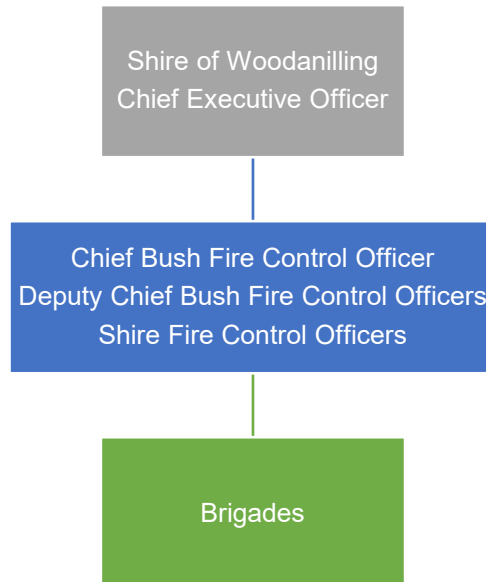 Shire of Woodanilling
Chief Executive Officer
Chief Bush Fire Control Officer
Deputy Chief Bush Fire Control Officers
Shire Fire Control Officers
Brigades